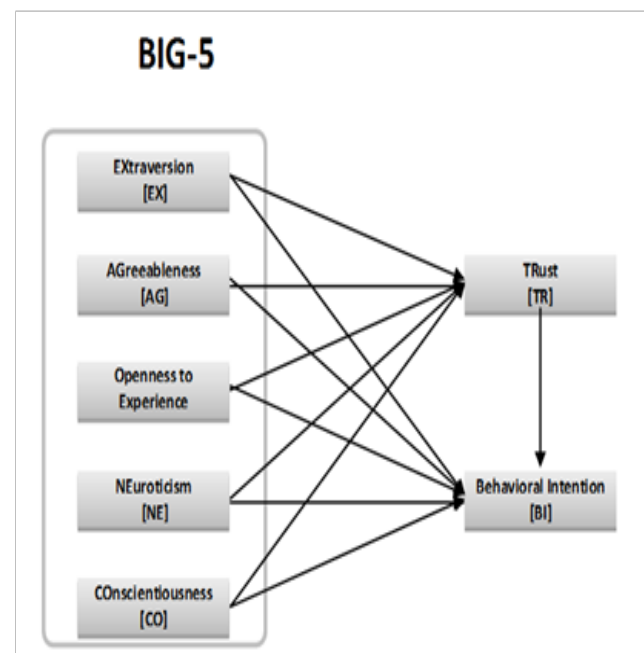 BIG-5
EXtraversion
[EX]
AGreeableness
[AG]
Openness to
Experience
NEuroticism
[NE]
COnscientiousness
[CO]
TRust
[TR]
Behavioral Intention
[BI]